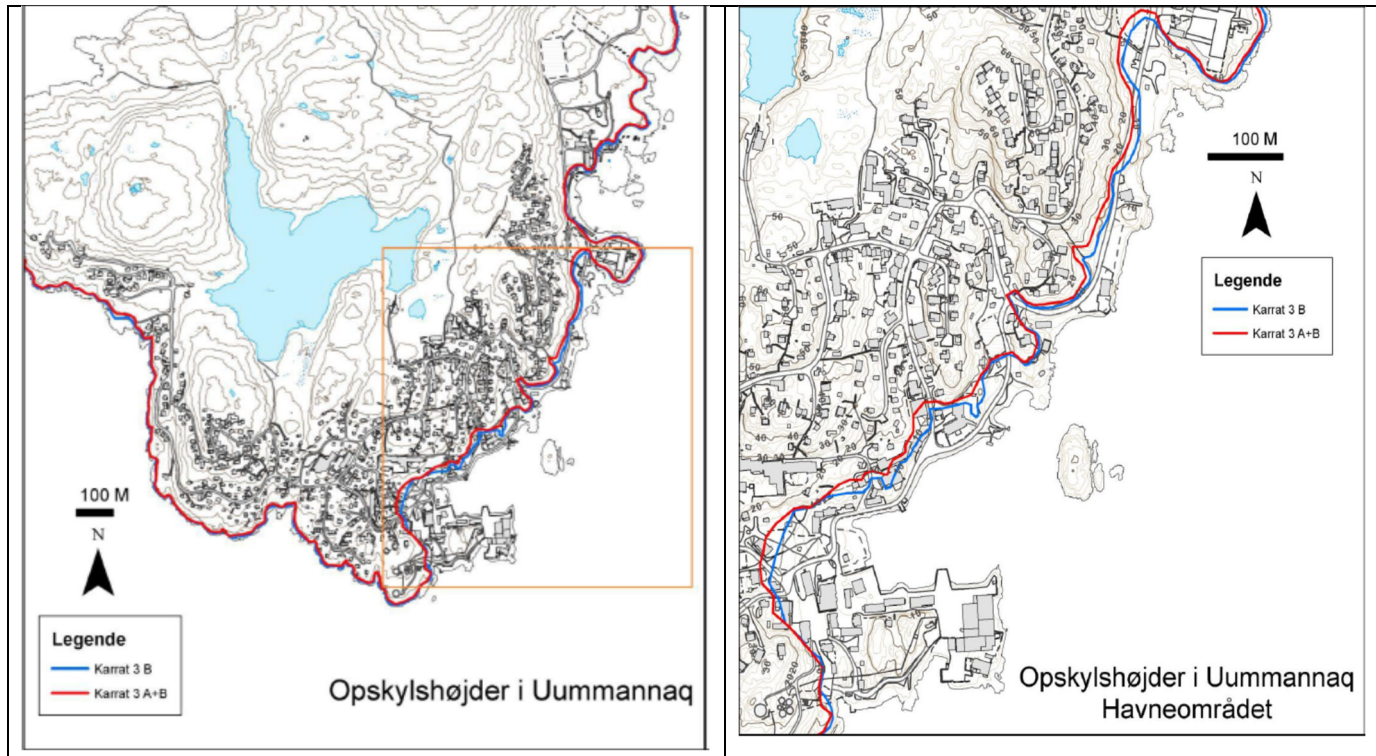 100 M
N
Legende
Karrat 3 B
Karrat 3 A+B
Opskylshøjder i Uummannaq
100 M
N
Legende
Karrat 3 B
Karrat 3 A+B
Opskylshøjder i Uummannaq
Havneområdet